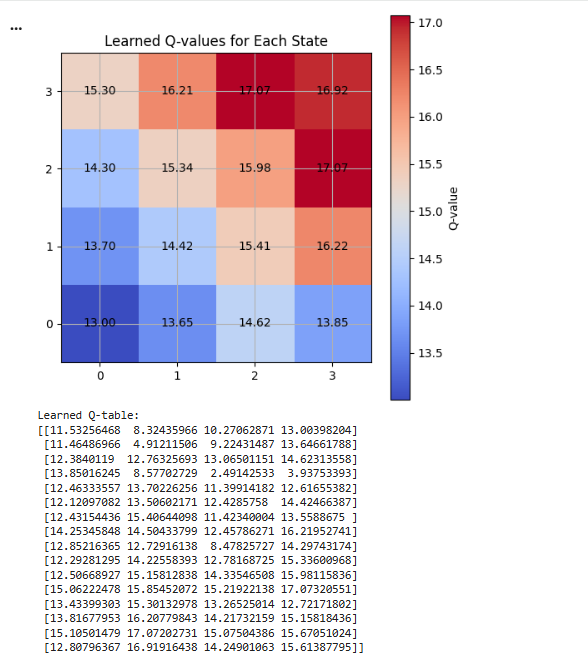 ...
Learned Q-values for Each State
17.0
3 15.30 16.21 17.07 16.92
16.5
16.0
2 14.30 15.34 15.98 17.07
15.5
Q-value
15.0
1 13.70 14.42 15.41 16.22
14.5
14.0
0 13.00 13.65 14.62 13.85
13.5
0 1 2 3
Learned Q-table:
[[11.53256468  8.32435966 10.27062871 13.00398204]
[11.46486966  4.91211506  9.22431487 13.64661788]
[12.3840119  12.76325693 13.06501151 14.62313558]
[13.85016245  8.57702729  2.49142533  3.93753393]
[12.46333557 13.70226256 11.39914182 12.61655382]
[12.12097082 13.50602171 12.4285758  14.42466387]
[12.43154436 15.40644098 11.42340004 13.5588675 ]
[14.25345848 14.50433799 12.45786271 16.21952741]
[12.85216365 12.72916138  8.47825727 14.29743174]
[12.29281295 14.22558393 12.78168725 15.33600968]
[12.50668927 15.15812838 14.33546508 15.98115836]
[15.06222478 15.85452072 15.21922138 17.07320551]
[13.43399303 15.30132978 13.26525014 12.72171802]
[13.81677953 16.20779843 14.21732159 15.15818436]
[15.10501479 17.07202731 15.07504386 15.67051024]
[12.80796367 16.91916438 14.24901063 15.61387795]]